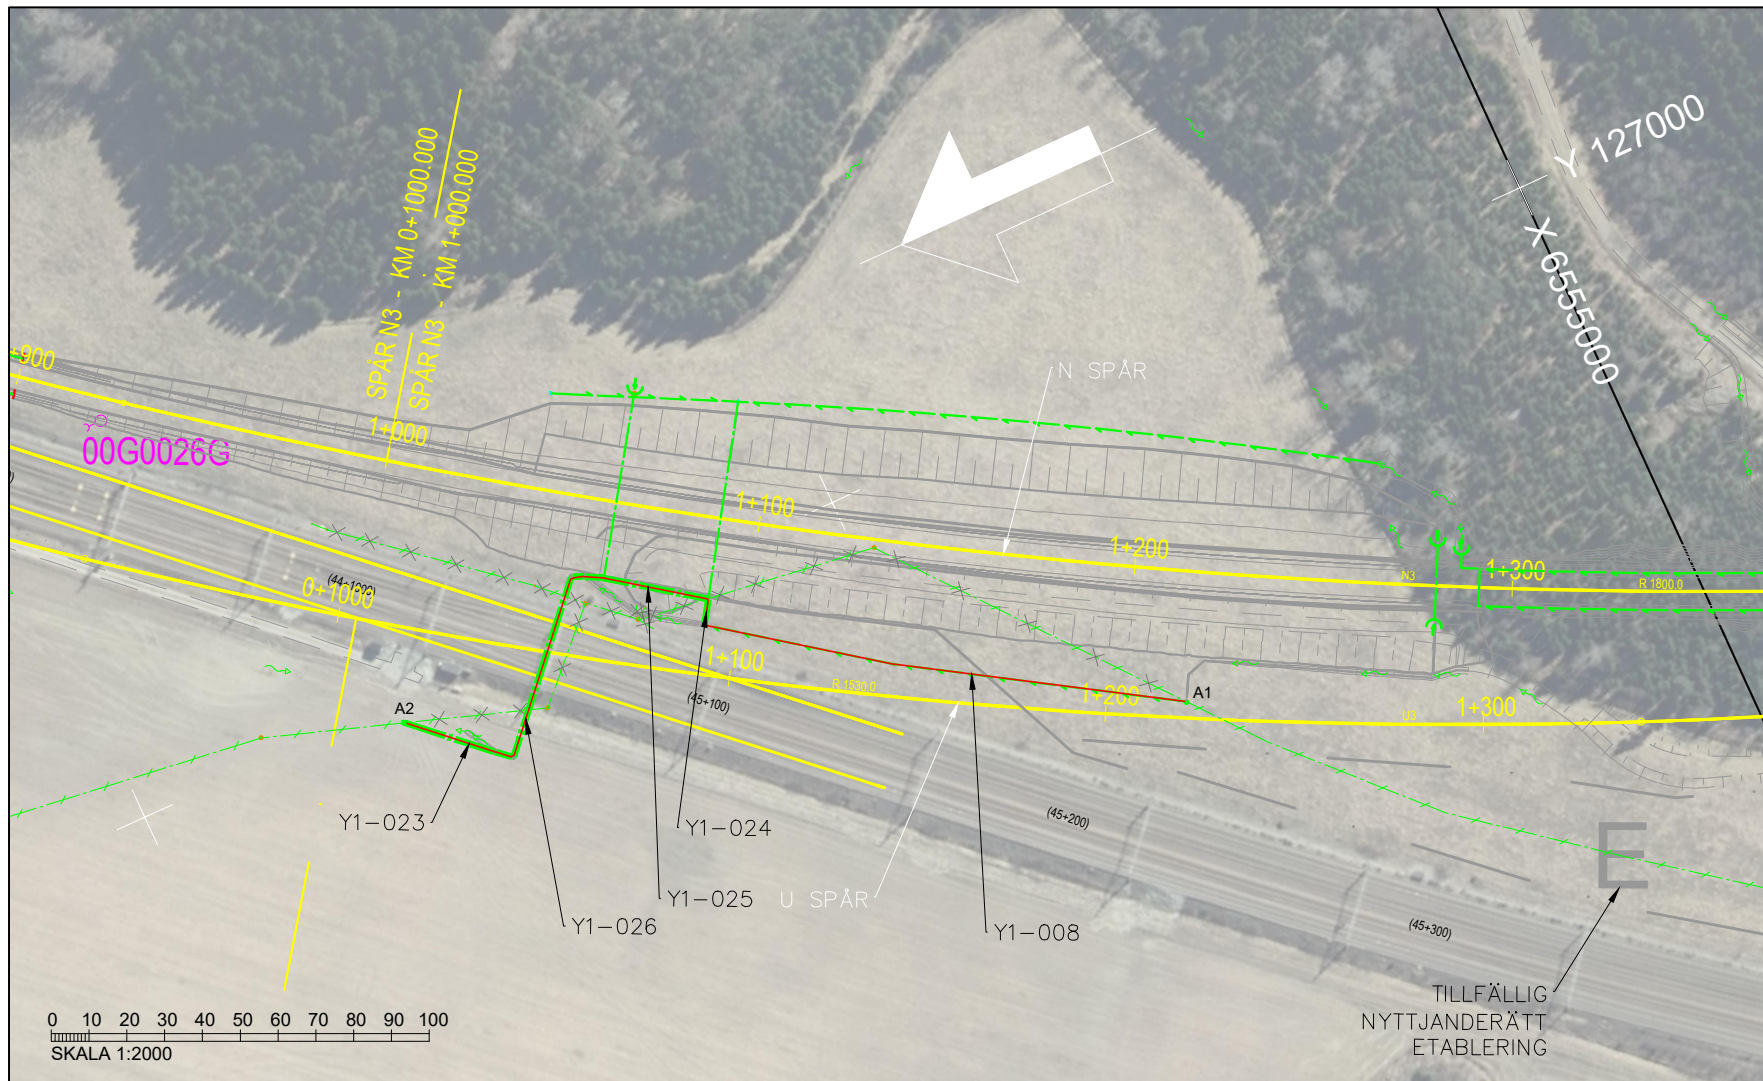 Y 127000
X 6555000
SPÅR N3 - KM 0+1000.000
SPÅR N3 - KM 1+000.000
+900
00G0026G
1+000
N SPÅR
1+100
1+200
1+300
N3
R 1800.0
(44+1000)
0+1000
1+100
R 1530.0
(45+100)
1+200
A1
U3
1+300
A2
Y1-023
Y1-024
Y1-025
U SPÅR
Y1-026
Y1-008
(45+200)
(45+300)
E
TILLFÄLLIG
NYTTJANDERÄTT
ETABLERING
0 10 20 30 40 50 60 70 80 90 100
SKALA 1:2000